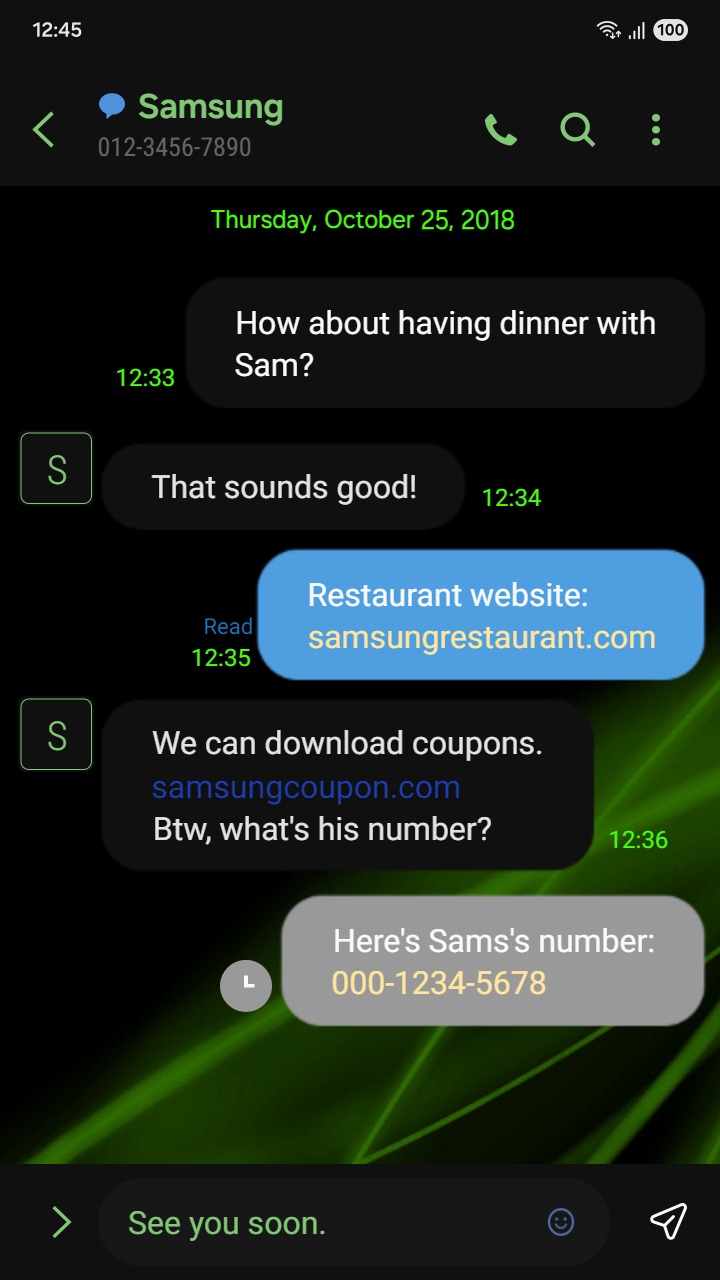 12:45
100
Samsung
012-3456-7890
Thursday, October 25, 2018
How about having dinner with
Sam?
12:33
S
That sounds good!
12:34
Restaurant website:
samsungrestaurant.com
Read
12:35
S
We can download coupons.
samsungcoupon.com
Btw, what's his number?
12:36
Here's Sams's number:
000-1234-5678
See you soon.